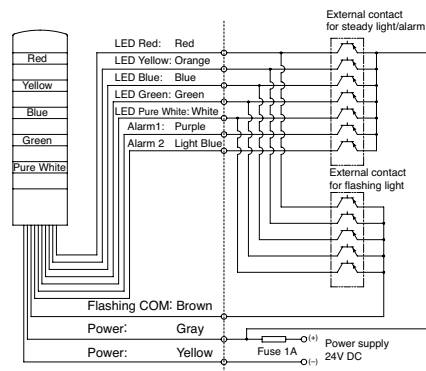 External contact
for steady light/alarm
Red
Yellow
Blue
Green
Pure White
LED Red: Red
LED Yellow: Orange
LED Blue: Blue
LED Green: Green
LED Pure White: White
Alarm1: Purple
Alarm 2 Light Blue
External contact
for flashing light
Flashing COM: Brown
Power: Gray
Power: Yellow
Fuse 1A
(+)
(−)
Power supply
24V DC